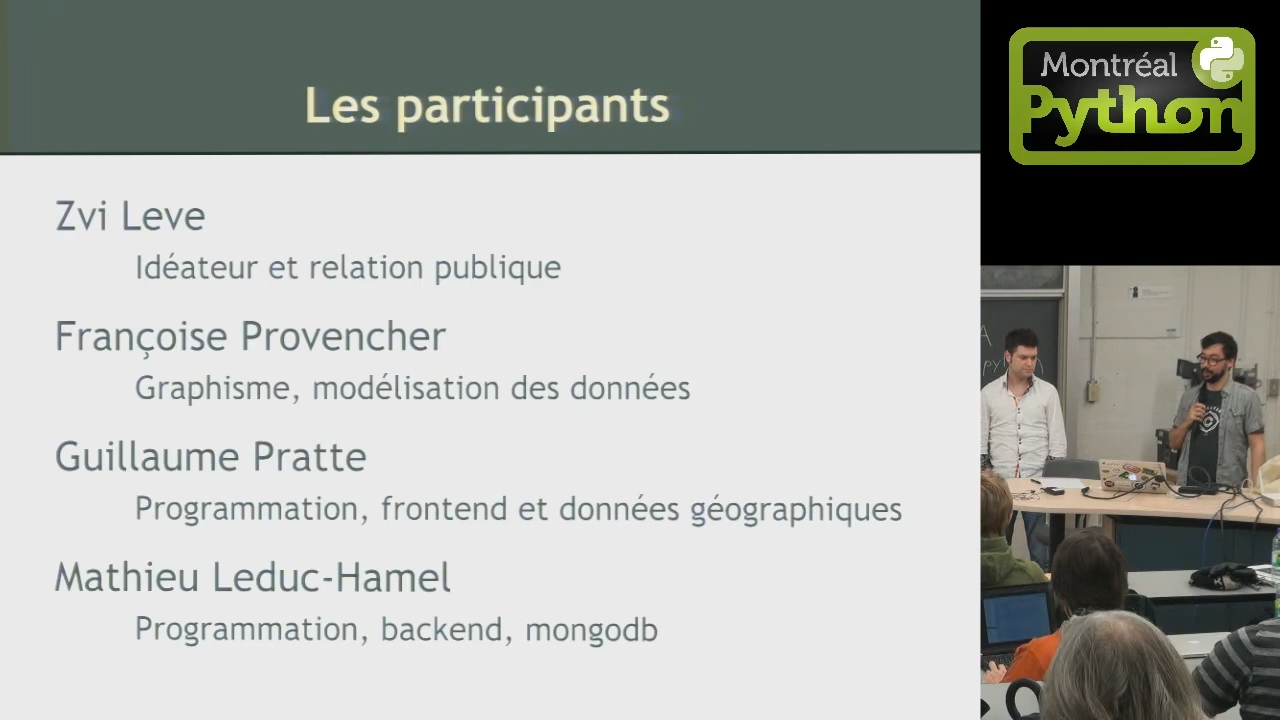 Les participants
Zvi Leve
Idéateur et relation publique
Françoise Provencher
Graphisme, modélisation des données
Guillaume Pratte
Programmation, frontend et données géographiques
Mathieu Leduc-Hamel
Programmation, backend, mongodb
Montréal
Python